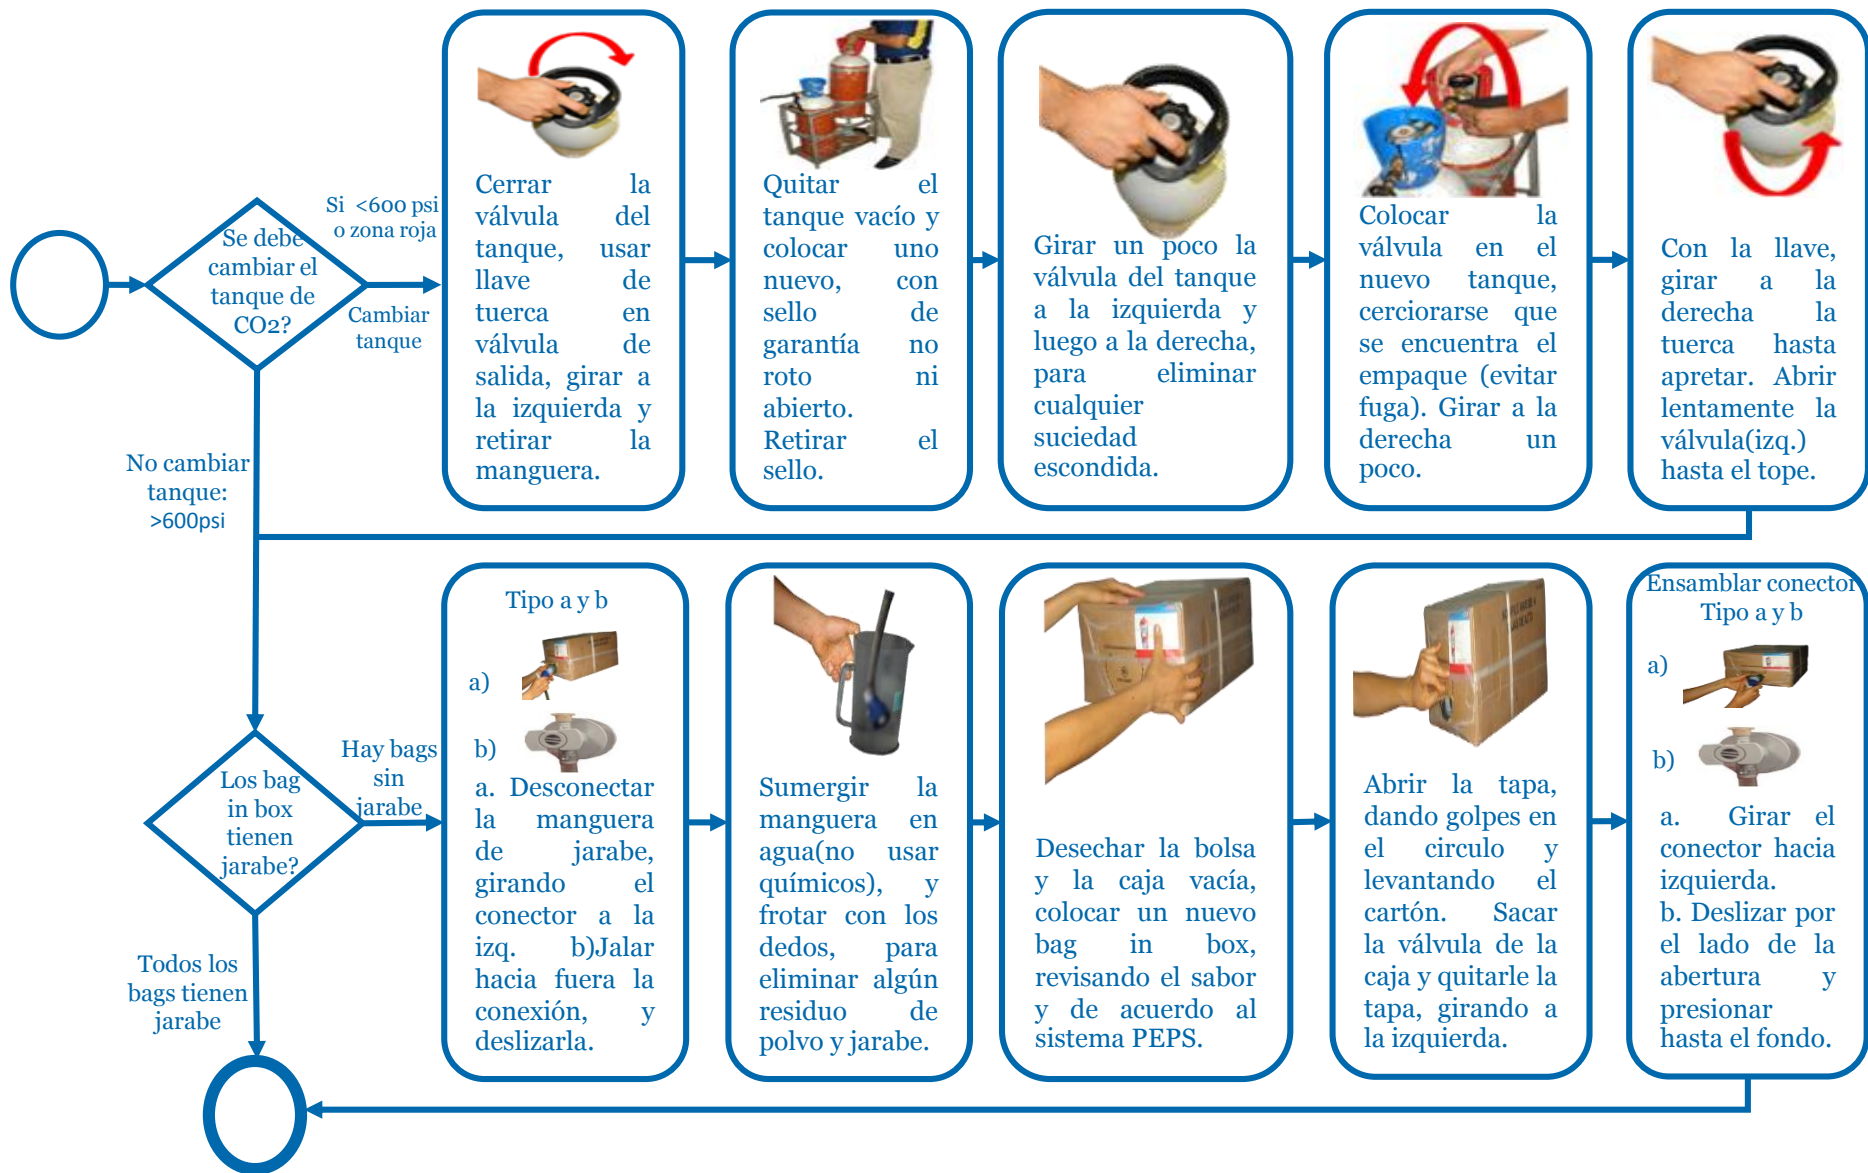 Se debe
cambiar el
tanque de
CO2?
Si <600 psi
o zona roja
Cambiar
tanque
Cerrar la
válvula del
tanque, usar
llave de
tuerca en
válvula de
salida, girar a
la izquierda y
retirar la
manguera.
Quitar el
tanque vacío y
colocar uno
nuevo, con
sello de
garantía no
roto ni
abierto.
Retirar el
sello.
Girar un poco la
válvula del tanque
a la izquierda y
luego a la derecha,
para eliminar
cualquier
suciedad
escondida.
Colocar la
válvula en el
nuevo tanque,
cerciorarse que
se encuentra el
empaque (evitar
fuga). Girar a la
derecha un
poco.
Con la llave,
girar a la
derecha la
tuerca hasta
apretar. Abrir
lentamente la
válvula(izq.)
hasta el tope.
No cambiar
tanque:
>600psi
Los bag
in box
tienen
jarabe?
Hay bags
sin
jarabe
Tipo a y b
a)
b)
a. Desconectar
la manguera
de jarabe,
girando el
conector a la
izq. b)Jalar
hacia fuera la
conexión, y
deslizarla.
Sumergir la
manguera en
agua(no usar
químicos), y
frotar con los
dedos, para
eliminar algún
residuo de
polvo y jarabe.
Desechar la bolsa
y la caja vacía,
colocar un nuevo
bag in box,
revisando el sabor
y de acuerdo al
sistema PEPS.
Abrir la tapa,
dando golpes en
el circulo y
levantando el
cartón. Sacar
la válvula de la
caja y quitarle la
tapa, girando a
la izquierda.
Ensamblar conector
Tipo a y b
a)
b)
a. Girar el
conector hacia
izquierda.
b. Deslizar por
el lado de la
abertura y
presionar
hasta el fondo.
Todos los
bags tienen
jarabe